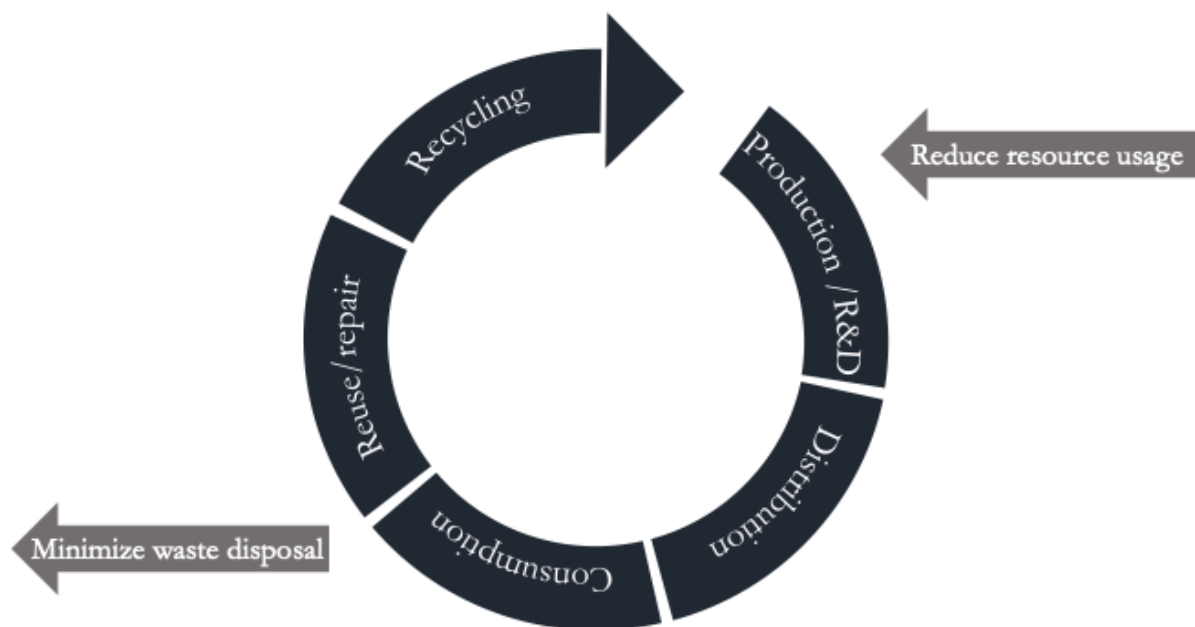 Recycling
Production / R&D
Reduce resource usage
Reuse/repair
Distribution
Consumption
Minimize waste disposal